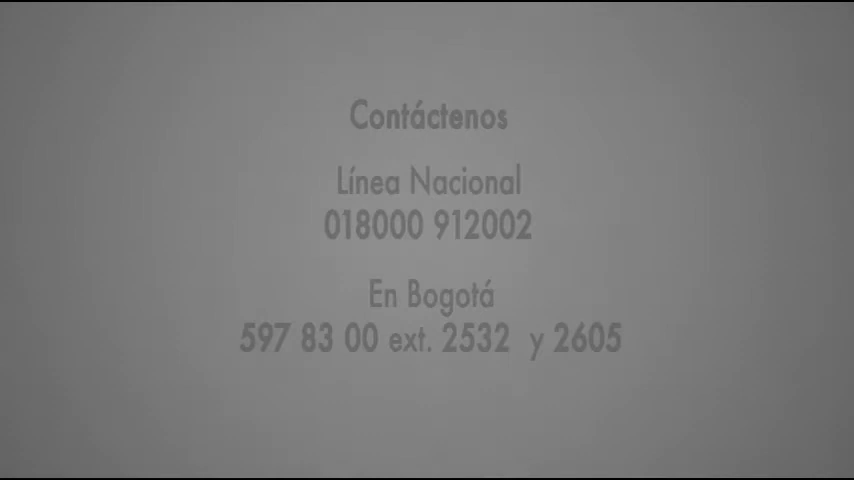 Contáctenos
Línea Nacional
018000 912002
En Bogotá
597 83 00 ext. 2532 y 2605